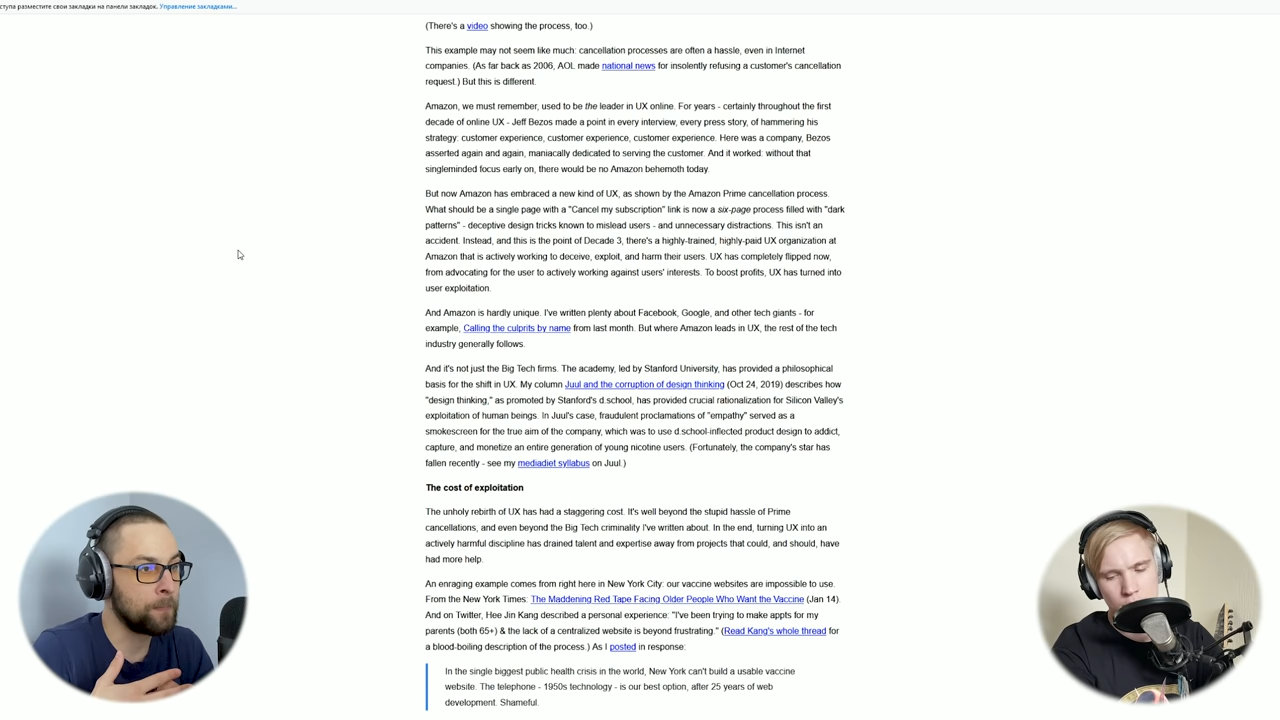 ступа разместите свои закладки на панели закладок. Управление закладками...
(There's a video showing the process, too.)
This example may not seem like much: cancellation processes are often a hassle, even in Internet
companies. (As far back as 2006, AOL made national news for insolently refusing a customer's cancellation
request.) But this is different.
Amazon, we must remember, used to be the leader in UX online. For years - certainly throughout the first
decade of online UX - Jeff Bezos made a point in every interview, every press story, of hammering his
strategy: customer experience, customer experience, customer experience. Here was a company, Bezos
asserted again and again, maniacally dedicated to serving the customer. And it worked: without that
singleminded focus early on, there would be no Amazon behemoth today.
But now Amazon has embraced a new kind of UX, as shown by the Amazon Prime cancellation process.
What should be a single page with a "Cancel my subscription" link is now a six-page process filled with "dark
patterns" - deceptive design tricks known to mislead users - and unnecessary distractions. This isn't an
accident. Instead, and this is the point of Decade 3, there's a highly-trained, highly-paid UX organization at
Amazon that is actively working to deceive, exploit, and harm their users. UX has completely flipped now,
from advocating for the user to actively working against users' interests. To boost profits, UX has turned into
user exploitation.
And Amazon is hardly unique. I've written plenty about Facebook, Google, and other tech giants - for
example, Calling the culprits by name from last month. But where Amazon leads in UX, the rest of the tech
industry generally follows.
And it's not just the Big Tech firms. The academy, led by Stanford University, has provided a philosophical
basis for the shift in UX. My column Juul and the corruption of design thinking (Oct 24, 2019) describes how
"design thinking," as promoted by Stanford's d.school, has provided crucial rationalization for Silicon Valley's
exploitation of human beings. In Juul's case, fraudulent proclamations of "empathy" served as a
smokescreen for the true aim of the company, which was to use d.school-inflected product design to addict,
capture, and monetize an entire generation of young nicotine users. (Fortunately, the company's star has
fallen recently - see my mediadiet syllabus on Juul.)
The cost of exploitation
The unholy rebirth of UX has had a staggering cost. It's well beyond the stupid hassle of Prime
cancellations, and even beyond the Big Tech criminality I've written about. In the end, turning UX into an
actively harmful discipline has drained talent and expertise away from projects that could, and should, have
had more help.
An enraging example comes from right here in New York City: our vaccine websites are impossible to use.
From the New York Times: The Maddening Red Tape Facing Older People Who Want the Vaccine (Jan 14).
And on Twitter, Hee Jin Kang described a personal experience: "I've been trying to make appts for my
parents (both 65+) & the lack of a centralized website is beyond frustrating." (Read Kang's whole thread for
a blood-boiling description of the process.) As I posted in response:
In the single biggest public health crisis in the world, New York can't build a usable vaccine
website. The telephone - 1950s technology - is our best option, after 25 years of web
development. Shameful.